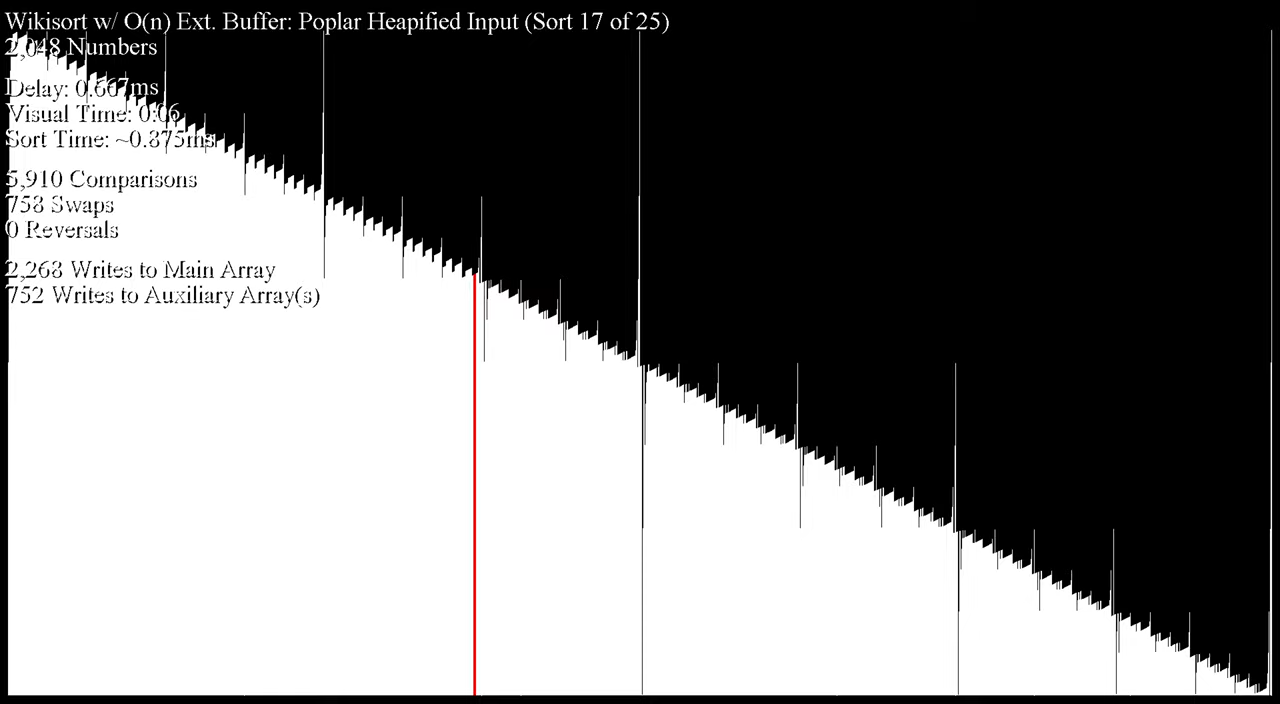 Wikisort w/ O(n) Ext. Buffer: Poplar Heapified Input (Sort 17 of 25)
2,048 Numbers
Delay: 0.667ms
Visual Time: 0:06
Sort Time: ~0.875ms
5,910 Comparisons
758 Swaps
0 Reversals
2,268 Writes to Main Array
752 Writes to Auxiliary Array(s)